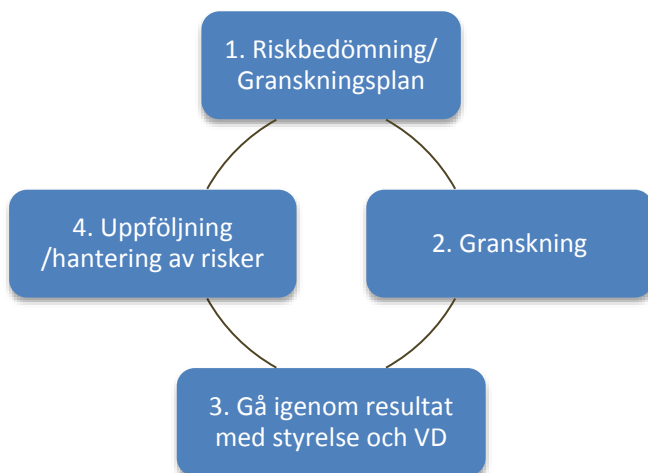 1. Riskbedömning/
Granskningsplan
2. Granskning
3. Gå igenom resultat
med styrelse och VD
4. Uppföljning
/hantering av risker